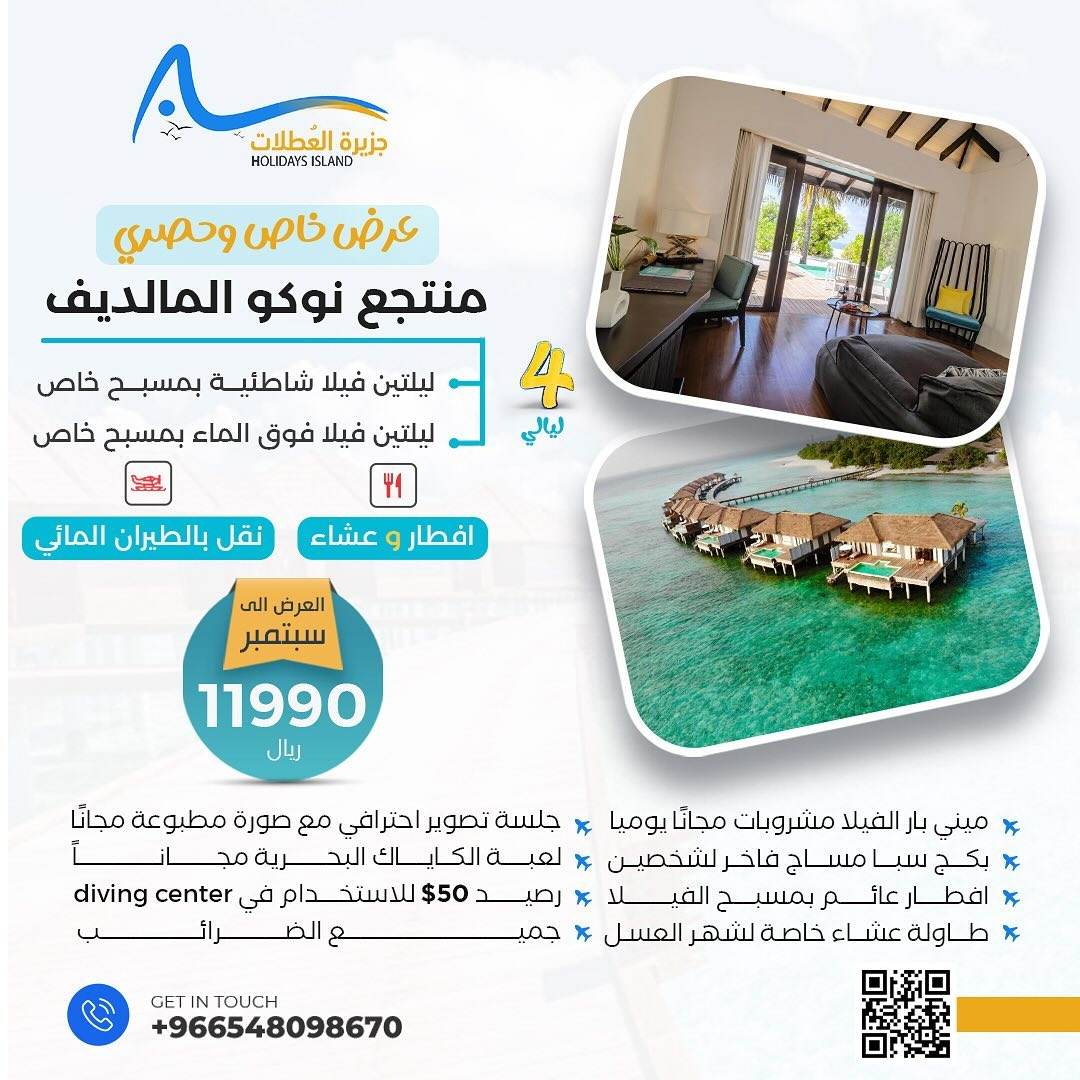 جزيرة العُطلات
HOLIDAYS ISLAND
عرض خاص وحصري
منتجع نوكو المالديف
4
ليالي
ليلتين فيلا شاطئية بمسبح خاص
ليلتين فيلا فوق الماء بمسبح خاص
افطار و عشاء
نقل بالطيران المائي
العرض الى
سبتمبر
11990
ريال
ميني بار الفيلا مشروبات مجانًا يوميا
بكج سبا مساج فاخر لشخصين
افطار عائم بمسبح الفيلا
طاولة عشاء خاصة لشهر العسل
جلسة تصوير احترافي مع صورة مطبوعة مجانًا
لعبة الكاياك البحرية مجاناً
رصيد 50$ للاستخدام في diving center
جميع الضرائب
GET IN TOUCH
+966548098670